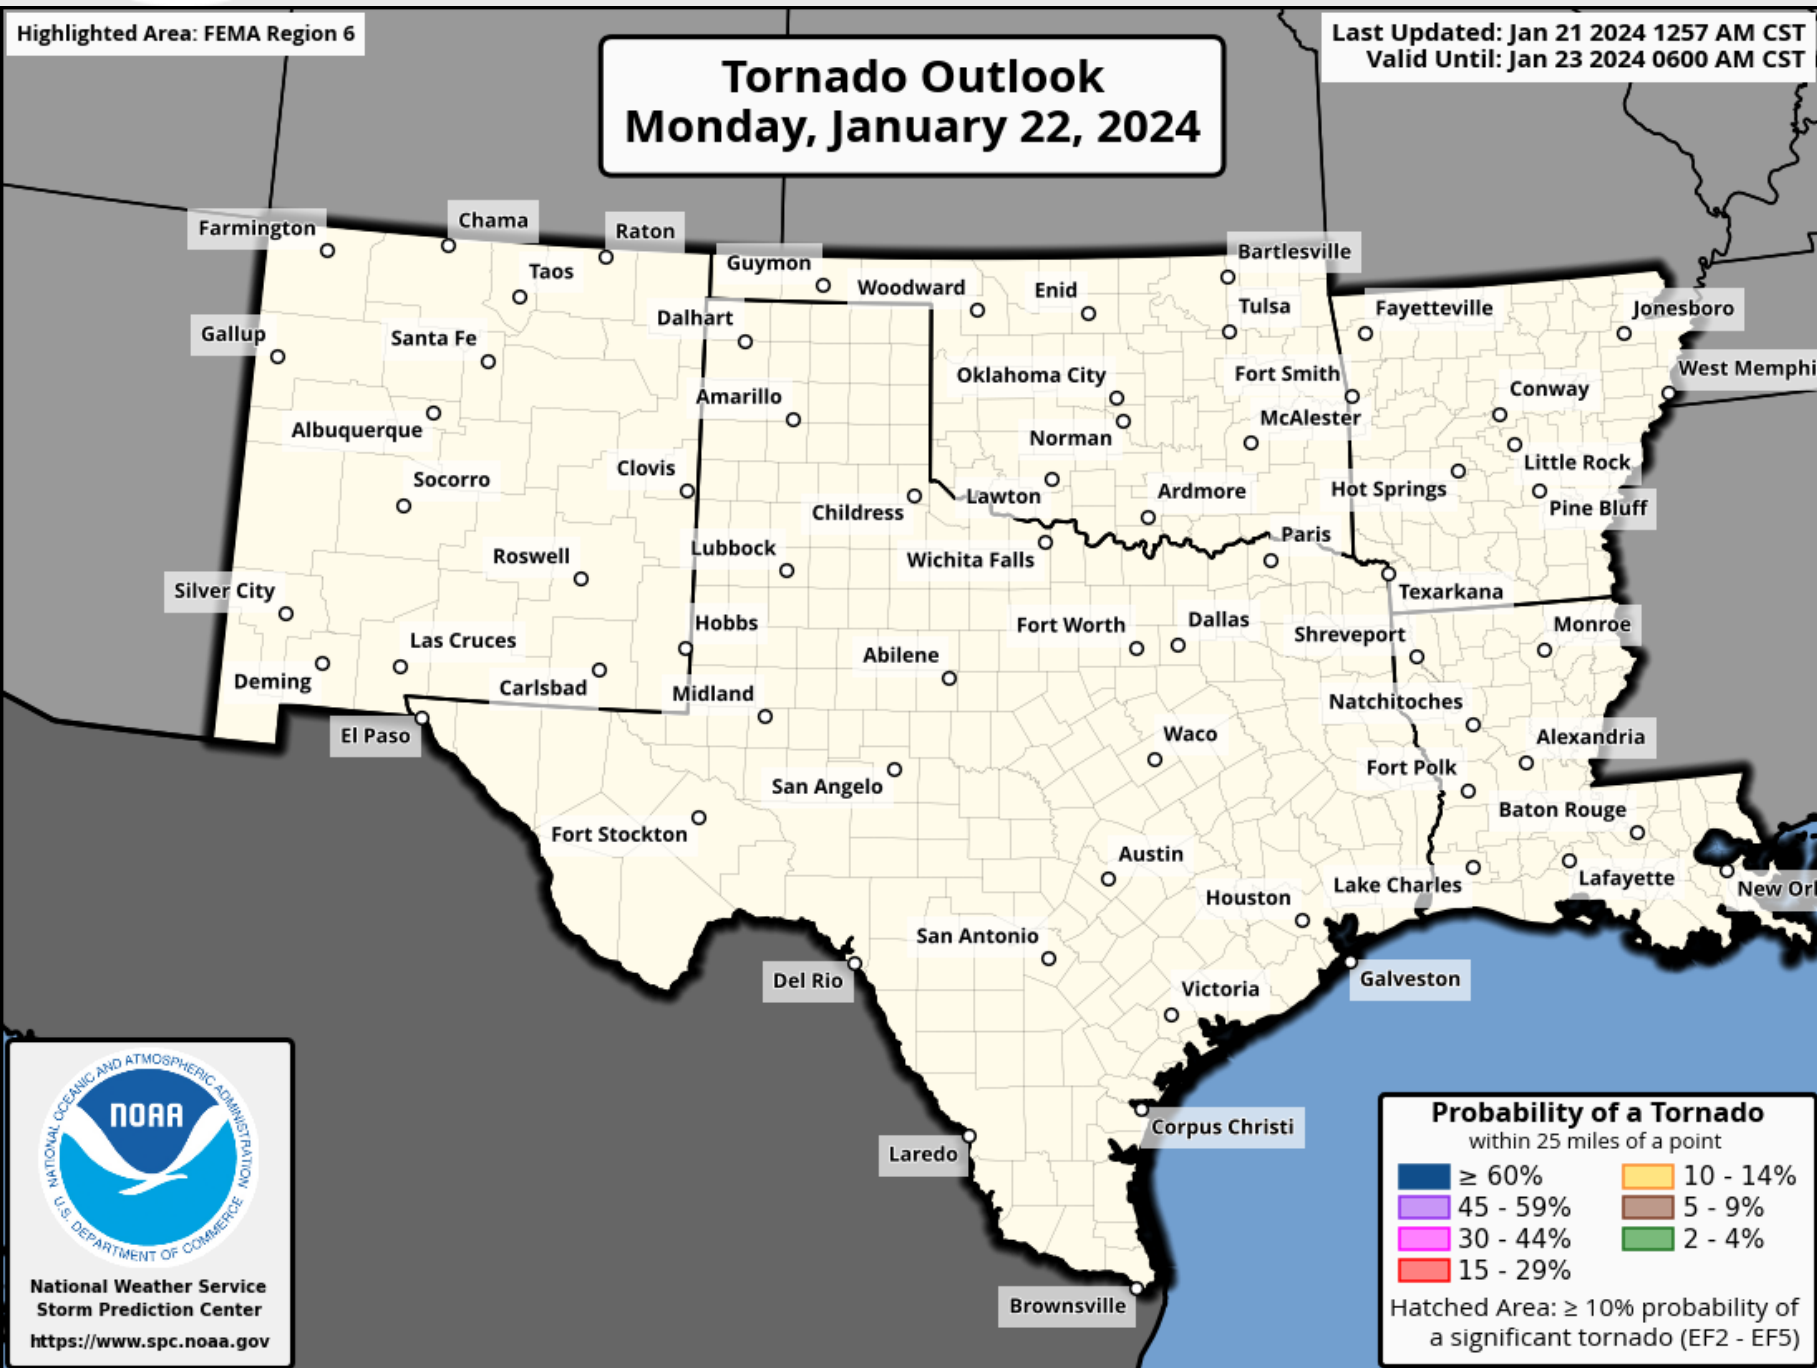 Highlighted Area: FEMA Region 6
Last Updated: Jan 21 2024 1257 AM CST
Valid Until: Jan 23 2024 0600 AM CST
Tornado Outlook
Monday, January 22, 2024
Farmington
Chama
Raton
Taos
Guymon
Woodward
Enid
Bartlesville
Tulsa
Fayetteville
Jonesboro
Gallup
Santa Fe
Dalhart
Oklahoma City
Fort Smith
West Memphi
Amarillo
Conway
Albuquerque
Norman
McAlester
Clovis
Little Rock
Socorro
Childress
Lawton
Ardmore
Hot Springs
Pine Bluff
Roswell
Lubbock
Wichita Falls
Paris
Silver City
Texarkana
Las Cruces
Hobbs
Abilene
Fort Worth
Dallas
Shreveport
Monroe
Deming
Carlsbad
Midland
Natchitoches
El Paso
Waco
Alexandria
San Angelo
Fort Polk
Fort Stockton
Baton Rouge
Austin
Houston
Lake Charles
Lafayette
New Orl
San Antonio
Del Rio
Victoria
Galveston
Corpus Christi
Laredo
Brownsville
NATIONAL OCEANIC AND ATMOSPHERIC ADMINISTRATION
NOAA
U.S. DEPARTMENT OF COMMERCE
National Weather Service
Storm Prediction Center
https://www.spc.noaa.gov
Probability of a Tornado
within 25 miles of a point
≥ 60%
10 - 14%
45 - 59%
5 - 9%
30 - 44%
2 - 4%
15 - 29%
Hatched Area: ≥ 10% probability of
a significant tornado (EF2 - EF5)